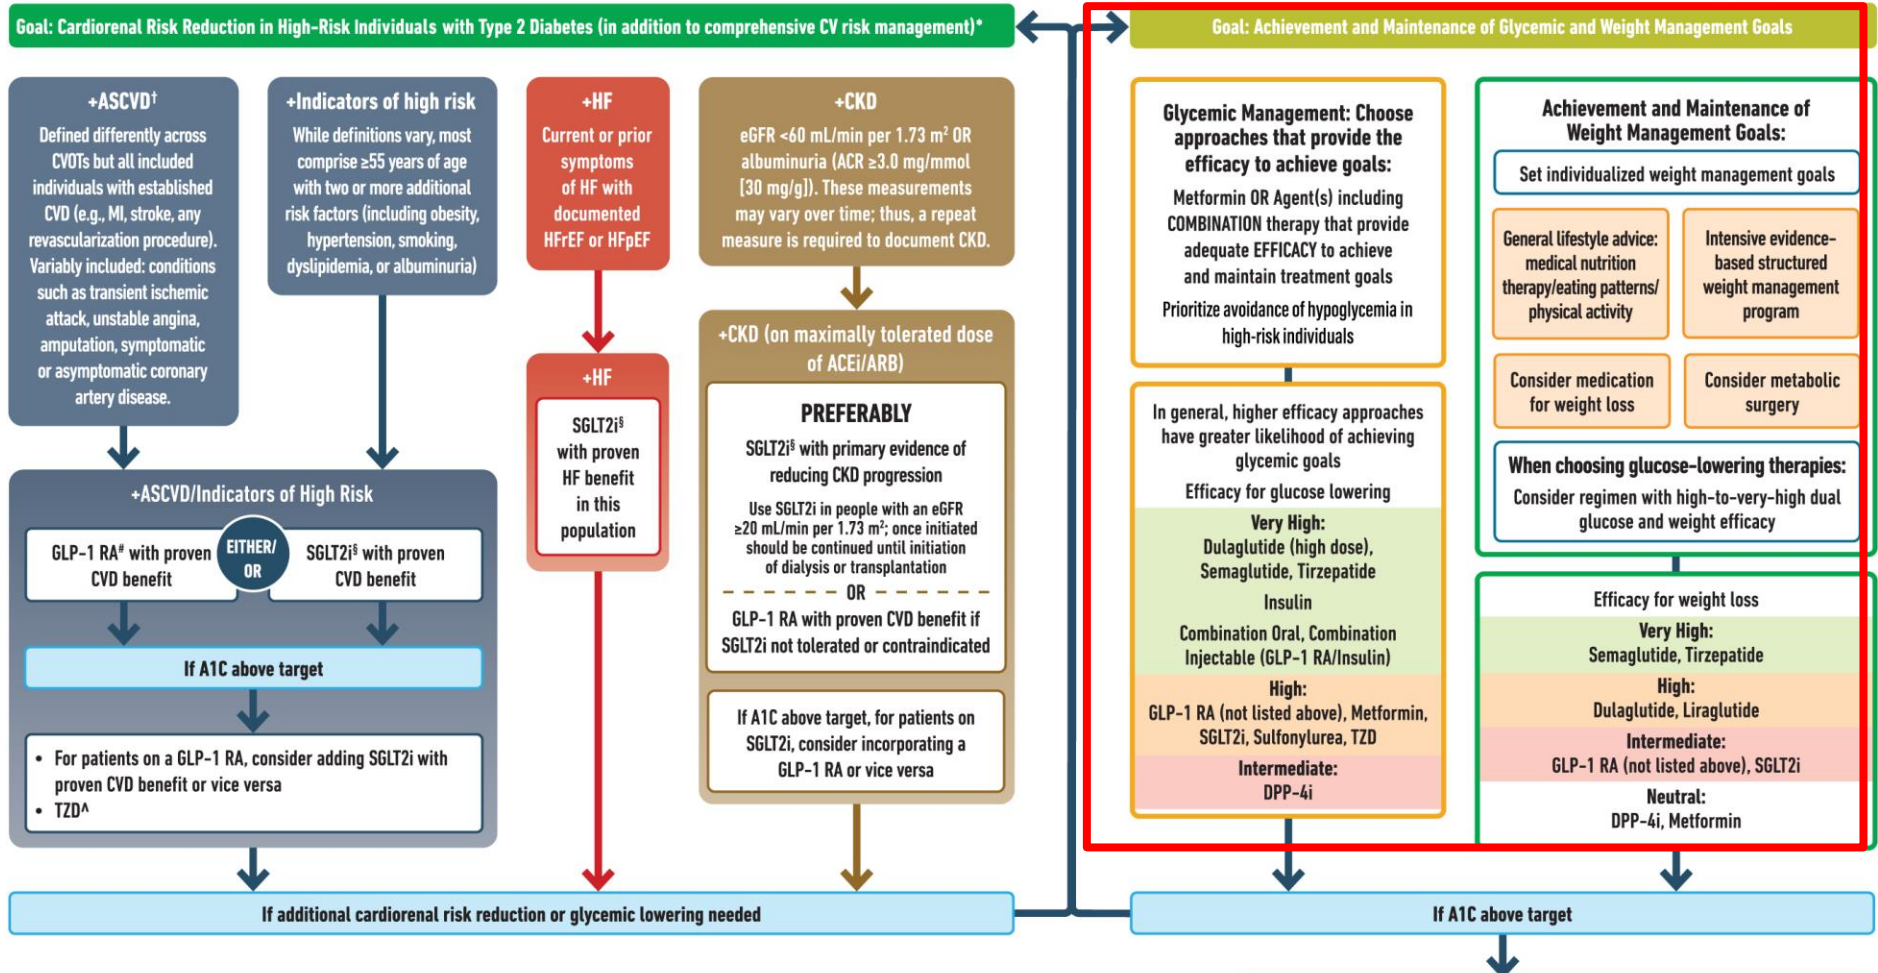 Goal: Cardiorenal Risk Reduction in High-Risk Individuals with Type 2 Diabetes (in addition to comprehensive CV risk management)*
+ASCVD†
Defined differently across
CVOTs but all included
individuals with established
CVD (e.g., MI, stroke, any
revascularization procedure).
Variably included: conditions
such as transient ischemic
attack, unstable angina,
amputation, symptomatic
or asymptomatic coronary
artery disease.
+Indicators of high risk
While definitions vary, most
comprise ≥55 years of age
with two or more additional
risk factors (including obesity,
hypertension, smoking,
dyslipidemia, or albuminuria)
+ASCVD/Indicators of High Risk
GLP-1 RA# with proven
CVD benefit
EITHER/
OR
SGLT2i§ with proven
CVD benefit
If A1C above target
• For patients on a GLP-1 RA, consider adding SGLT2i with
proven CVD benefit or vice versa
• TZD^
+HF
Current or prior
symptoms
of HF with
documented
HFrEF or HFpEF
+HF
SGLT2i§
with proven
HF benefit
in this
population
+CKD
eGFR <60 mL/min per 1.73 m² OR
albuminuria (ACR ≥3.0 mg/mmol
[30 mg/g]). These measurements
may vary over time; thus, a repeat
measure is required to document CKD.
+CKD (on maximally tolerated dose
of ACEi/ARB)
PREFERABLY
SGLT2i§ with primary evidence of
reducing CKD progression
Use SGLT2i in people with an eGFR
≥20 mL/min per 1.73 m²; once initiated
should be continued until initiation
of dialysis or transplantation
OR
GLP-1 RA with proven CVD benefit if
SGLT2i not tolerated or contraindicated
If A1C above target, for patients on
SGLT2i, consider incorporating a
GLP-1 RA or vice versa
If additional cardiorenal risk reduction or glycemic lowering needed
Goal: Achievement and Maintenance of Glycemic and Weight Management Goals
Glycemic Management: Choose
approaches that provide the
efficacy to achieve goals:
Metformin OR Agent(s) including
COMBINATION therapy that provide
adequate EFFICACY to achieve
and maintain treatment goals
Prioritize avoidance of hypoglycemia in
high-risk individuals
In general, higher efficacy approaches
have greater likelihood of achieving
glycemic goals
Efficacy for glucose lowering
Very High:
Dulaglutide (high dose),
Semaglutide, Tirzepatide
Insulin
Combination Oral, Combination
Injectable (GLP-1 RA/Insulin)
High:
GLP-1 RA (not listed above), Metformin,
SGLT2i, Sulfonylurea, TZD
Intermediate:
DPP-4i
Achievement and Maintenance of
Weight Management Goals:
Set individualized weight management goals
General lifestyle advice:
medical nutrition
therapy/eating patterns/
physical activity
Intensive evidence-
based structured
weight management
program
Consider medication
for weight loss
Consider metabolic
surgery
When choosing glucose-lowering therapies:
Consider regimen with high-to-very-high dual
glucose and weight efficacy
Efficacy for weight loss
Very High:
Semaglutide, Tirzepatide
High:
Dulaglutide, Liraglutide
Intermediate:
GLP-1 RA (not listed above), SGLT2i
Neutral:
DPP-4i, Metformin
If A1C above target